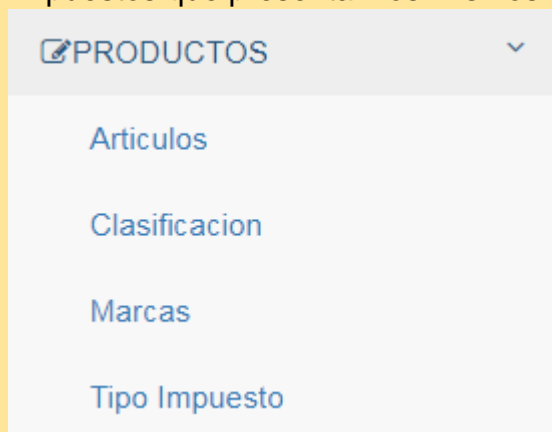 PRODUCTOS
Articulos
Clasificacion
Marcas
Tipo Impuesto